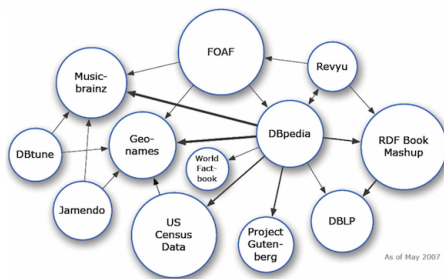 FOAF
Music-
brainz
Revyu
DBpedia
DBtune
Geo-
names
RDF Book
Mashup
World
Fact-
book
Jamendo
US
Census
Data
Project
Guten-
berg
DBLP
As of May 2007